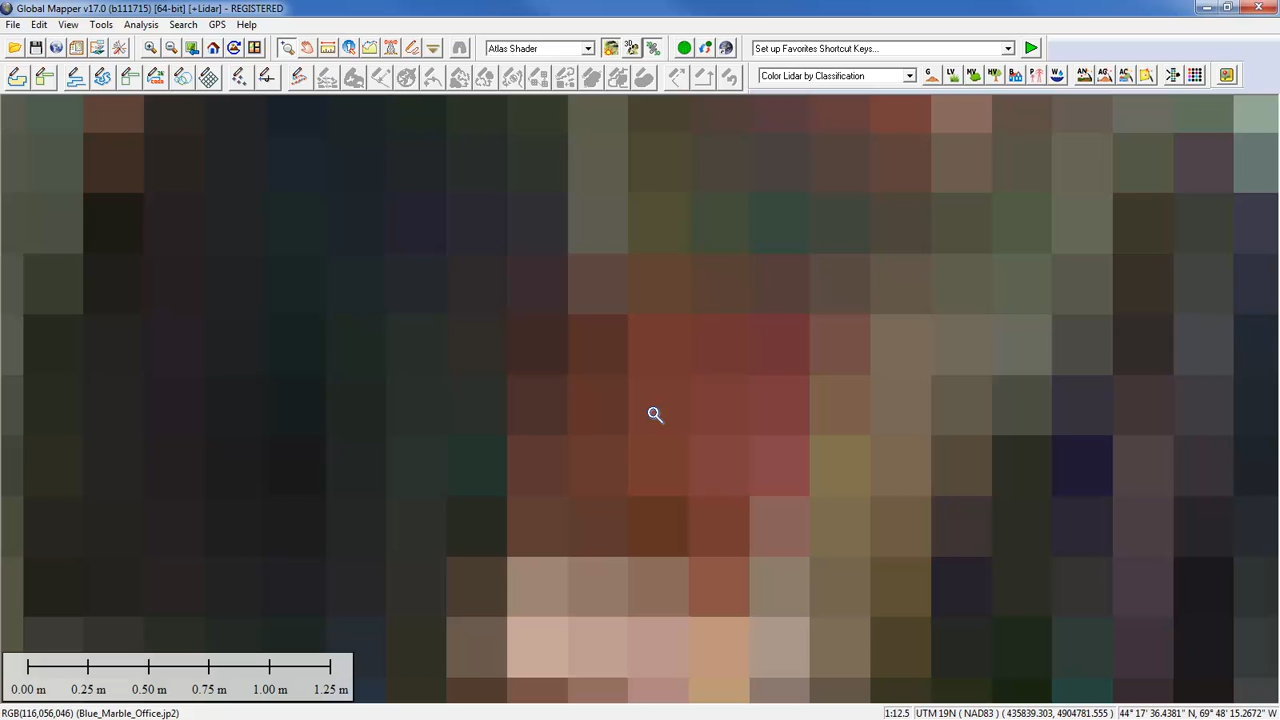 Global Mapper v17.0 (b111715) [64-bit] [+Lidar] - REGISTERED
File Edit View Tools Analysis Search GPS Help
Atlas Shader
Set up Favorites Shortcut Keys...
Color Lidar by Classification
0.00 m 0.25 m 0.50 m 0.75 m 1.00 m 1.25 m
RGB(116,056,046) (Blue_Marble_Office.jp2) 1:12.5 UTM 19N (NAD83) ( 435839.303, 4904781.555 ) 44° 17' 36.4381" N, 69° 48' 15.2672" W